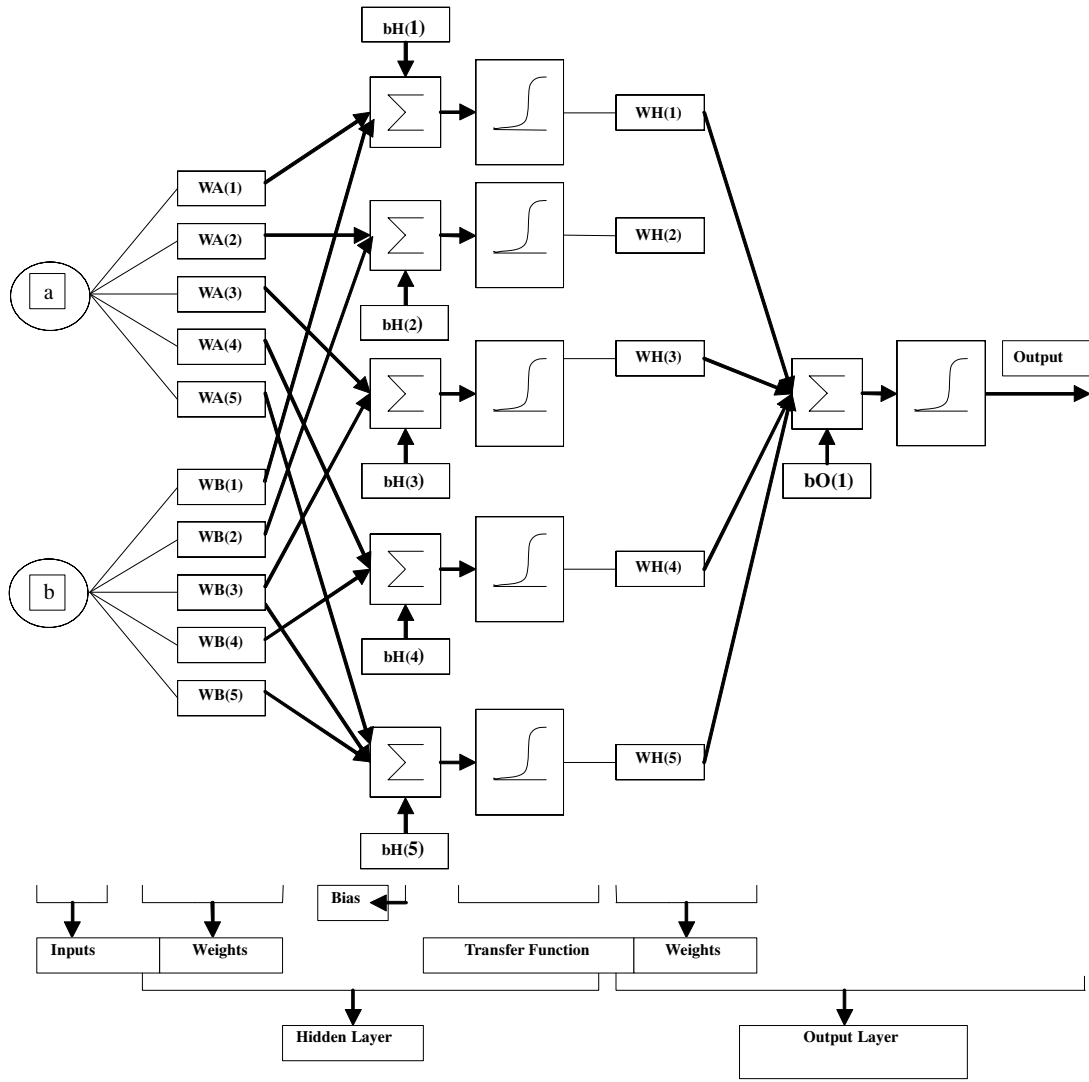 bH(1)
WH(1)
WA(1)
WA(2)
WH(2)
a
WA(3)
bH(2)
WA(4)
WH(3)
Output
WA(5)
bH(3)
bO(1)
WB(1)
WB(2)
WH(4)
b
WB(3)
WB(4)
bH(4)
WB(5)
WH(5)
bH(5)
Bias
Inputs
Weights
Transfer Function
Weights
Hidden Layer
Output Layer